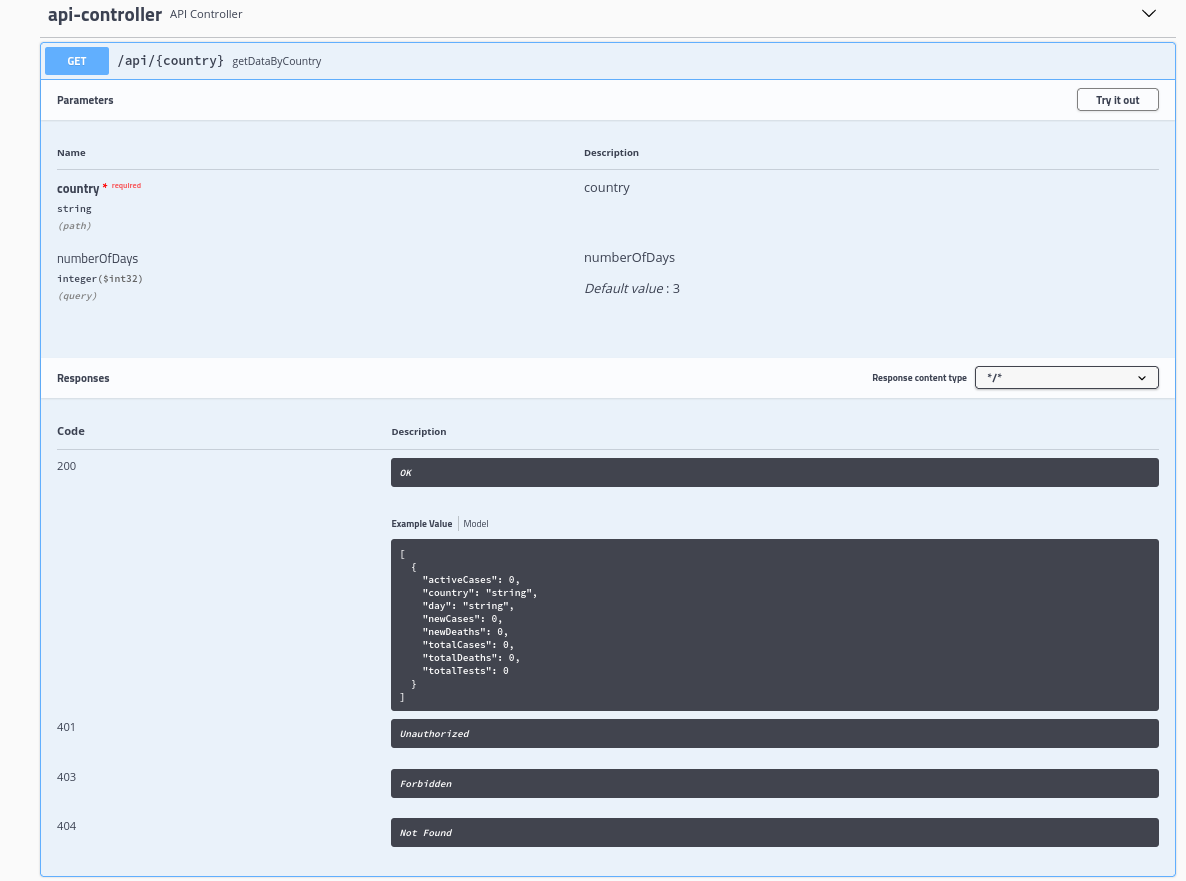 api-controller API Controller
GET /api/{country} getDataByCountry
Parameters Try it out
Name Description
country * required country
string
(path)
numberOfDays numberOfDays
integer($int32)
Default value : 3
(query)
Responses Response content type */*
Code Description
200 OK
Example Value Model
[
  {
    "activeCases": 0,
    "country": "string",
    "day": "string",
    "newCases": 0,
    "newDeaths": 0,
    "totalCases": 0,
    "totalDeaths": 0,
    "totalTests": 0
  }
]
401 Unauthorized
403 Forbidden
404 Not Found